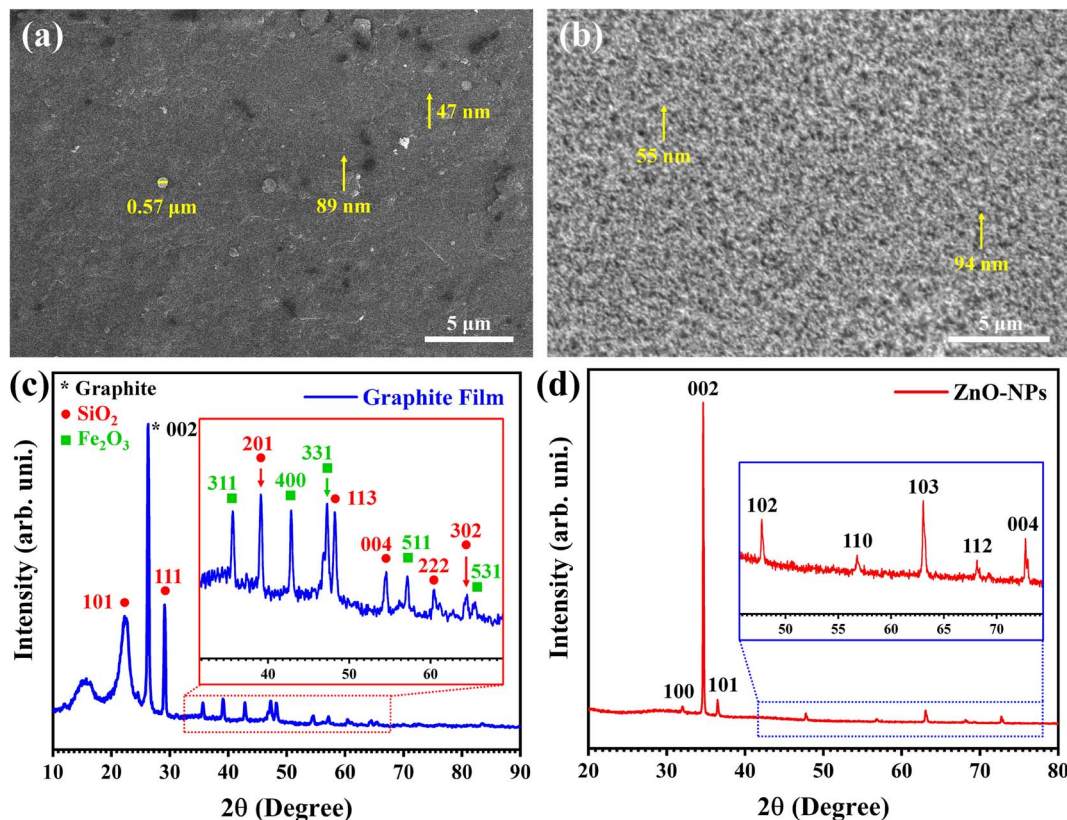 (a)
47 nm
0.57 µm
89 nm
5 µm
(b)
55 nm
94 nm
5 µm
(c)
* Graphite
SiO₂
Fe₂O₃
Graphite Film
* 002
101
111
311
201
400
331
113
004
511
222
302
531
40 50 60
Intensity (arb. uni.)
10 20 30 40 50 60 70 80 90
2θ (Degree)
(d)
ZnO-NPs
002
100
101
102
110
103
112
004
50 55 60 65 70
Intensity (arb. uni.)
20 30 40 50 60 70 80
2θ (Degree)